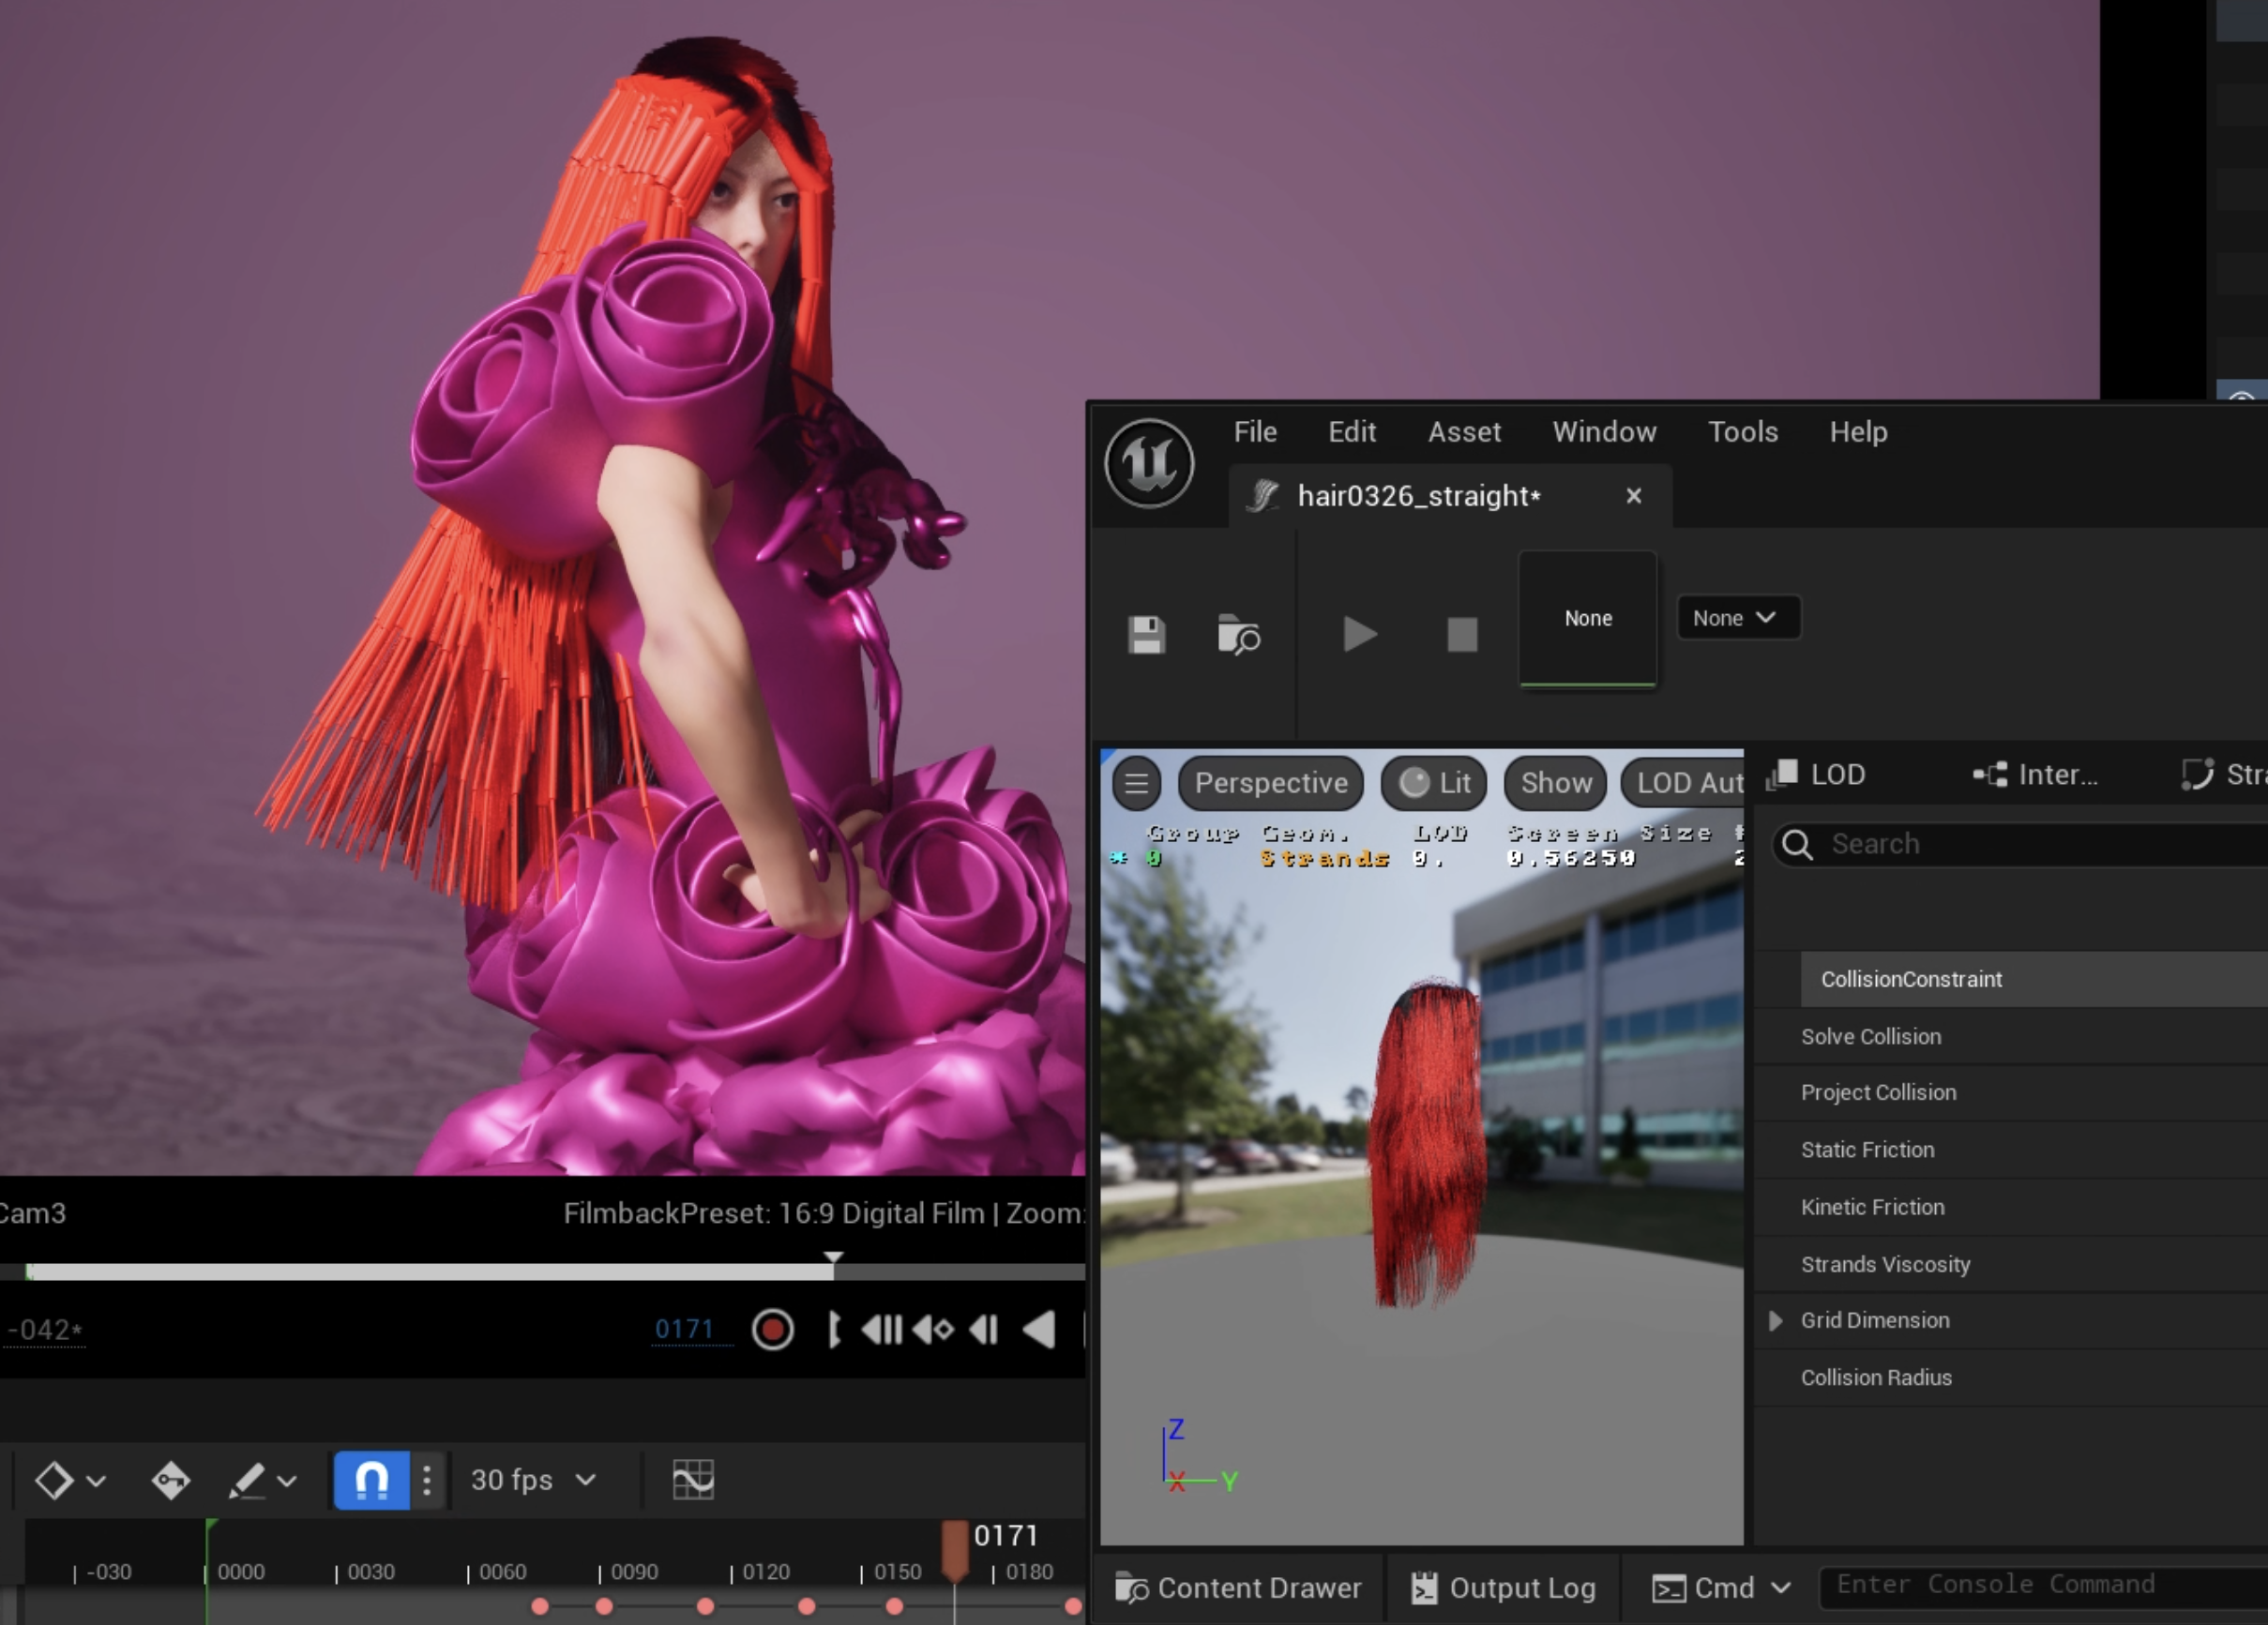 File Edit Asset Window Tools Help
hair0326_straight*
None
None
Perspective Lit Show LOD Aut
Group Geom. LOD Screen Size
* 0 Strands 0. 0.56250 2
LOD Inter... Stra
Search
CollisionConstraint
Solve Collision
Project Collision
Static Friction
Kinetic Friction
Strands Viscosity
Grid Dimension
Collision Radius
Z
X Y
Cam3 FilmbackPreset: 16:9 Digital Film | Zoom:
-042* 0171
30 fps
0171
-030 0000 0030 0060 0090 0120 0150 0180
Content Drawer Output Log Cmd Enter Console Command